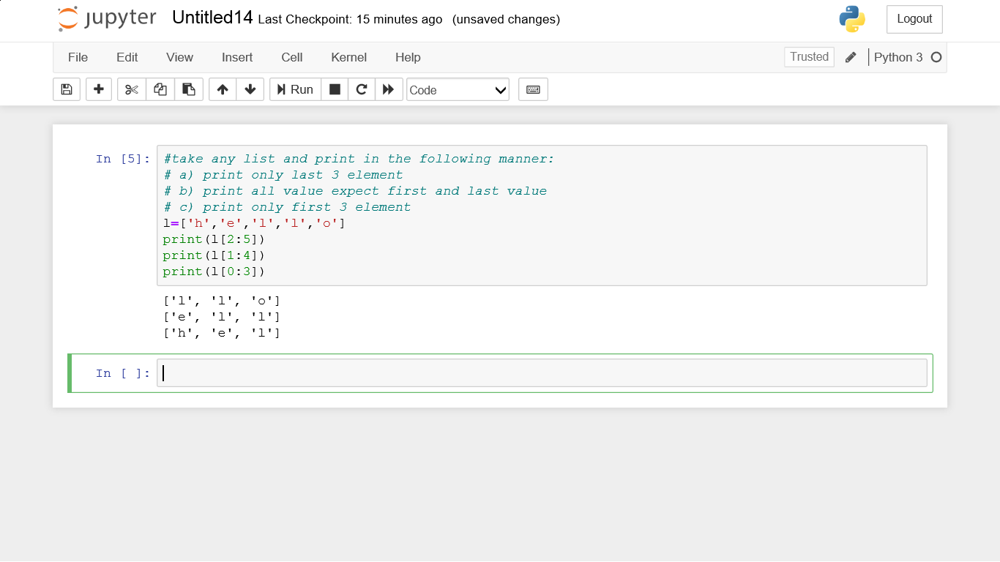 jupyter Untitled14 Last Checkpoint: 15 minutes ago (unsaved changes)
Logout
File Edit View Insert Cell Kernel Help
Trusted Python 3
Run Code
In [5]:
#take any list and print in the following manner:
# a) print only last 3 element
# b) print all value expect first and last value
# c) print only first 3 element
l=['h','e','l','l','o']
print(l[2:5])
print(l[1:4])
print(l[0:3])
['l', 'l', 'o']
['e', 'l', 'l']
['h', 'e', 'l']
In [ ]: